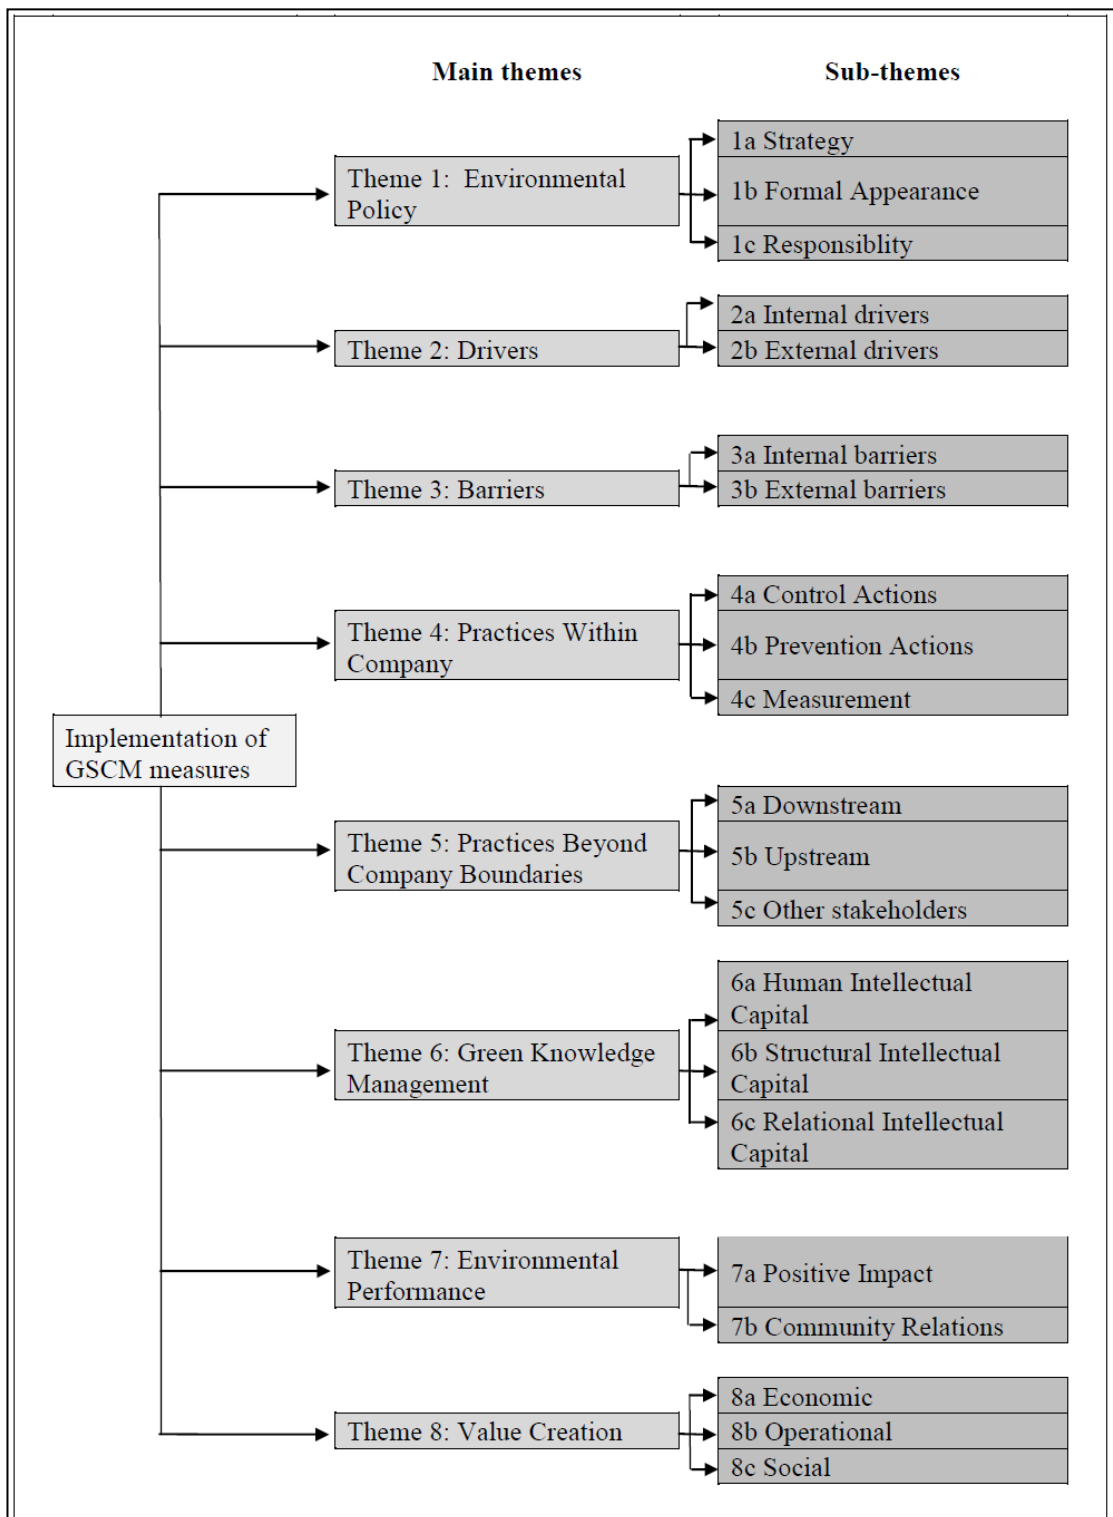 Main themes
Sub-themes
Theme 1:  Environmental
Policy
1a Strategy
1b Formal Appearance
1c Responsiblity
Theme 2: Drivers
2a Internal drivers
2b External drivers
Theme 3: Barriers
3a Internal barriers
3b External barriers
Theme 4: Practices Within
Company
4a Control Actions
4b Prevention Actions
4c Measurement
Implementation of
GSCM measures
Theme 5: Practices Beyond
Company Boundaries
5a Downstream
5b Upstream
5c Other stakeholders
Theme 6: Green Knowledge
Management
6a Human Intellectual
Capital
6b Structural Intellectual
Capital
6c Relational Intellectual
Capital
Theme 7: Environmental
Performance
7a Positive Impact
7b Community Relations
Theme 8: Value Creation
8a Economic
8b Operational
8c Social